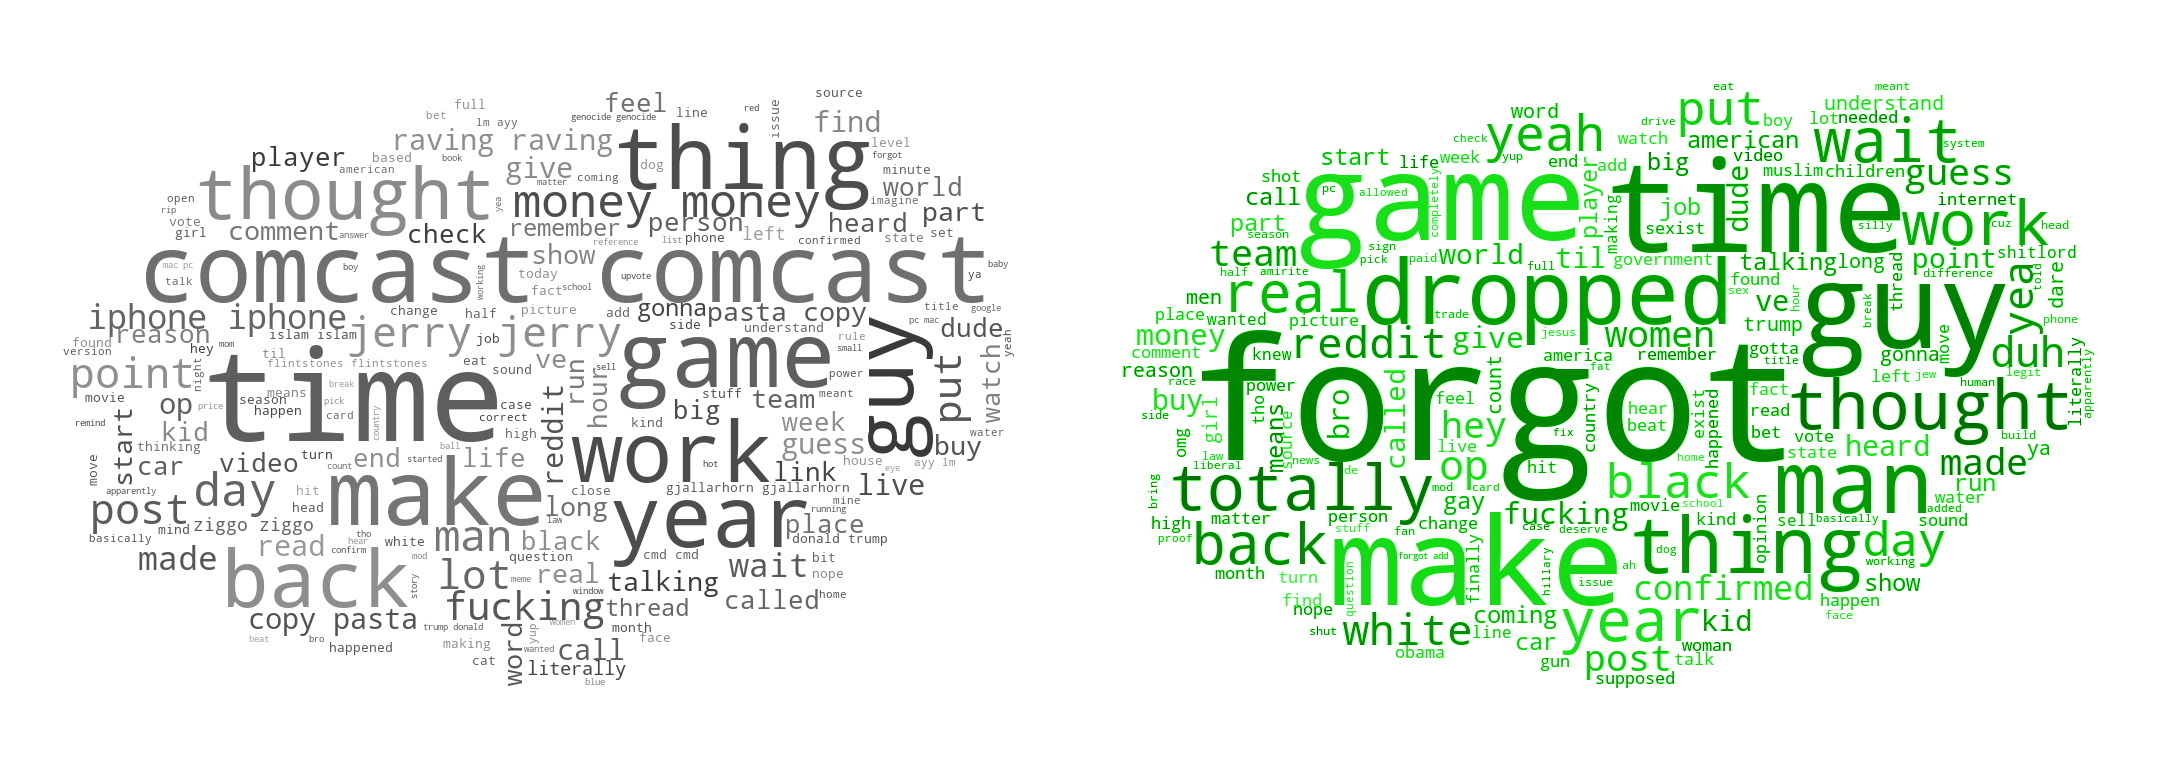 source
full
feel
line
red
issue
bet
lm ayy
genocide genocide
find
raving raving
thing
level
forgot
player
based
book
give
dog
minute
american
matter
coming
world
imagine
thought
money money
open
rip
yea
person
heard
part
vote
girl
comment
answer
check
remember
phone
left
confirmed
state
set
reference
list
show
comcast comcast
mac pc
talk
boy
working
today
upvote
baby
ya
fact
school
change
half
picture
add
gonna
pasta copy
title
google
iphone iphone
islam islam
jerry jerry
job
side
understand
pc mac
dude
yeah
reason
found
version
hey
mom
til
flintstones flintstones
eat
sound
ve
run
sell
game
rule
small
power
guy
put
watch
point
night
time
means
break
movie
op
price
season
happen
pick
card
country
case
correct
reddit
hour
stuff
team
meant
big
remind
start
kid
high
kind
week
guess
water
thinking
move
car
video
turn
end
ball
life
work
hot
house
buy
count
started
eye
ayy lm
link
apparently
day
hit
make
close
gjallarhorn gjallarhorn
live
post
head
long
year
mine
running
basically
mind
ziggo ziggo
tho
law
place
white
man
black
donald trump
made
read
hear
confirm
mod
question
cmd cmd
wait
bit
back
story
lot
meme
real
talking
nope
window
called
home
copy pasta
fucking
thread
trump donald
women
month
beat
bro
happened
making
word
yup
wanted
call
face
cat
literally
blue
eat
meant
word
put
understand
drive
boy
lot
needed
check
yeah
watch
american
wait
system
start
life
week
yup
end
add
big
video
shot
muslim
children
guess
call
pc
allowed
game
completely
player
time
job
dude
internet
part
season
making
sexist
work
silly
cuz
head
team
sign
pick
paid
world
full
til
government
talking
long
point
shitlord
half
amirite
difference
told
men
real
dropped
found
sex
ve
hour
guy
thread
yea
dare
place
wanted
picture
trade
break
money
jesus
women
trump
phone
comment
knew
reddit
give
america
remember
gotta
title
gonna
move
duh
reason
race
power
forgot
fat
fact
left
jew
legit
literally
apparently
buy
feel
count
human
side
girl
tho
bro
called
hey
country
hear
beat
exist
read
thought
omg
source
means
live
fix
happened
bet
vote
build
law
liberal
news
de
op
hit
home
state
heard
ya
made
bring
totally
mod
card
black
man
run
water
gay
movie
school
added
high
matter
person
change
fucking
kind
opinion
sell
basically
sound
proof
back
stuff
fan
case
deserve
thing
day
month
make
forgot add
dog
working
turn
question
finally
hillary
issue
ah
confirmed
show
find
nope
coming
happen
shut
white
line
car
year
kid
face
obama
woman
gun
post
talk
supposed